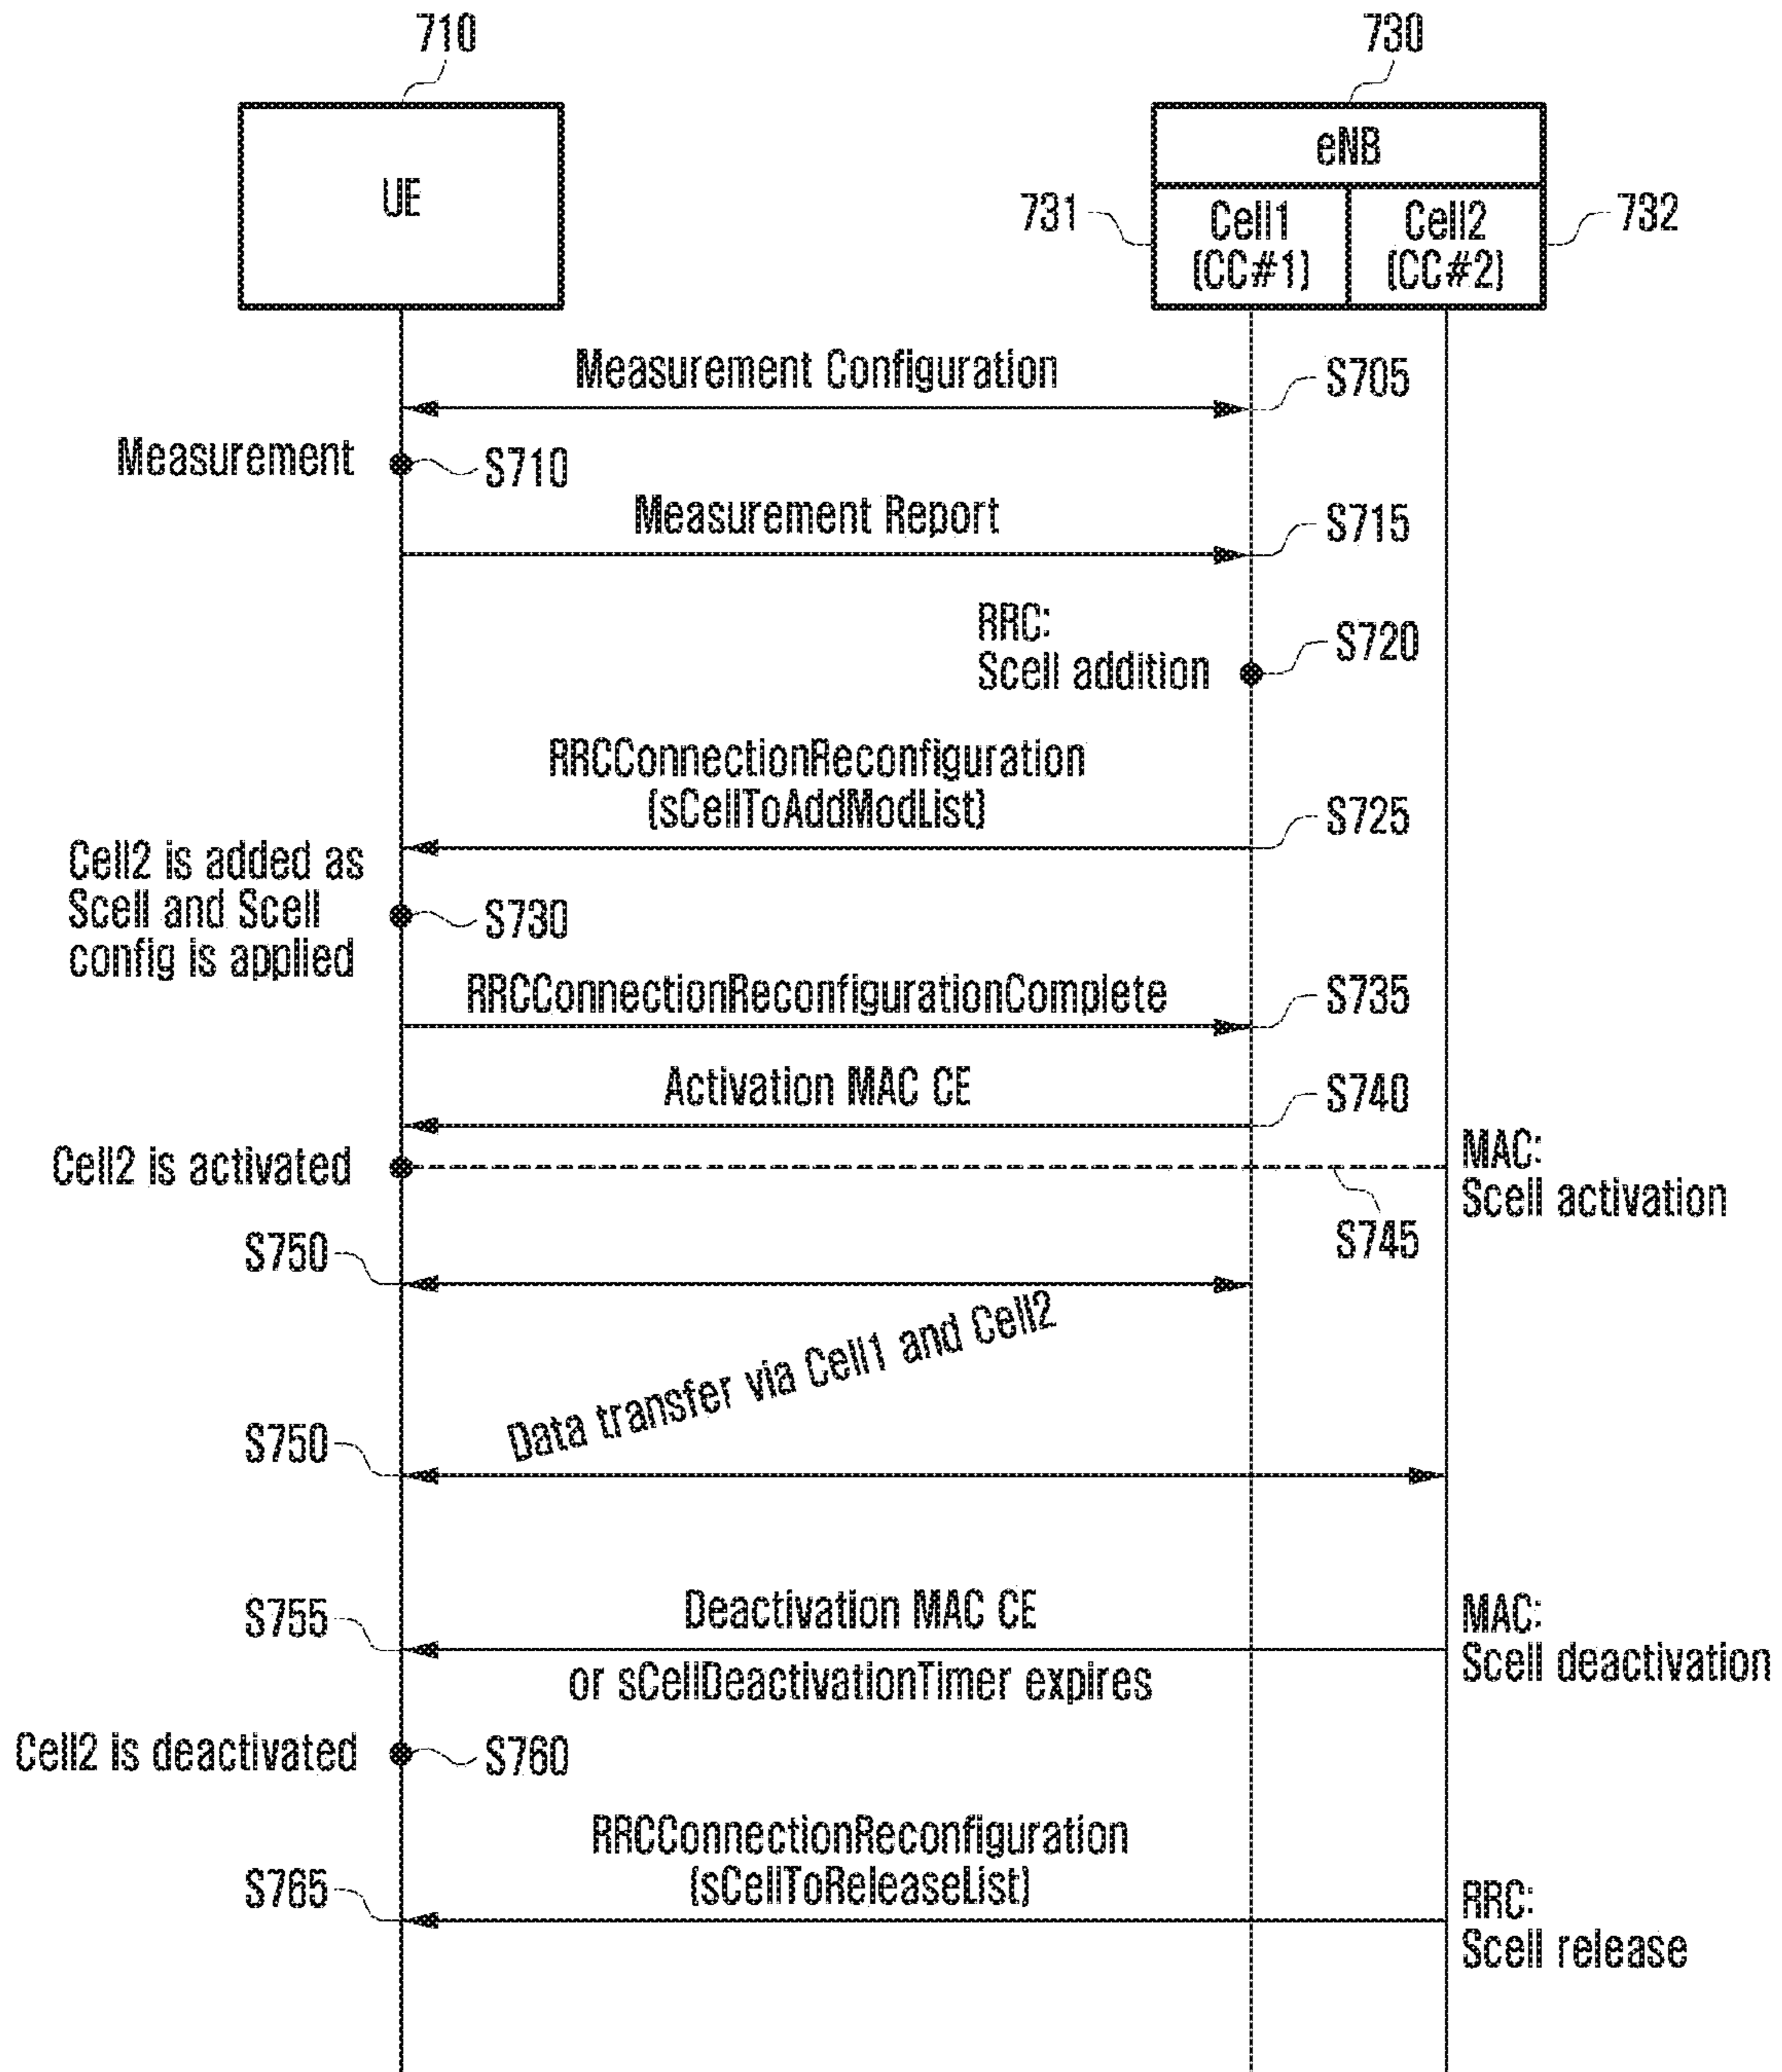 710
730
UE
eNB
731
Cell1
(CC#1)
Cell2
(CC#2)
732
Measurement Configuration
S705
Measurement
S710
Measurement Report
S715
RRC:
Scell addition
S720
RRCConnectionReconfiguration
(sCellToAddModList)
S725
Cell2 is added as
Scell and Scell
config is applied
S730
RRCConnectionReconfigurationComplete
S735
Activation MAC CE
S740
Cell2 is activated
MAC:
Scell activation
S745
S750
Data transfer via Cell1 and Cell2
S750
S755
Deactivation MAC CE
or sCellDeactivationTimer expires
MAC:
Scell deactivation
Cell2 is deactivated
S760
RRCConnectionReconfiguration
(sCellToReleaseList)
S765
RRC:
Scell release